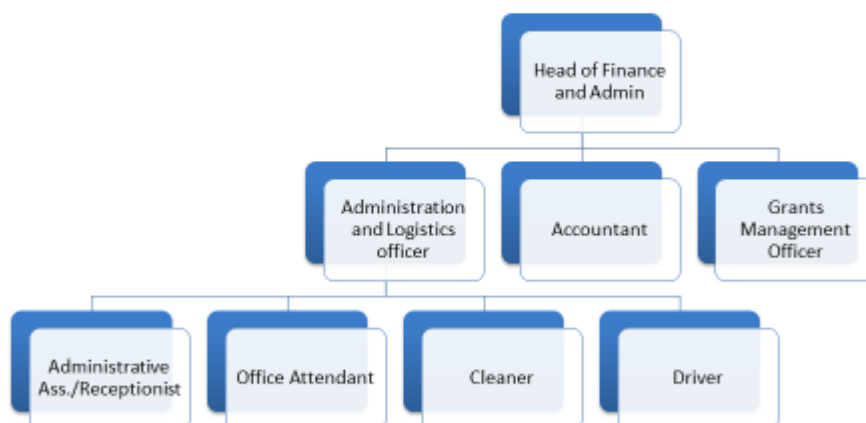 Head of Finance
and Admin
Administration
and Logistics
officer
Accountant
Grants
Management
Officer
Administrative
Ass./Receptionist
Office Attendant
Cleaner
Driver